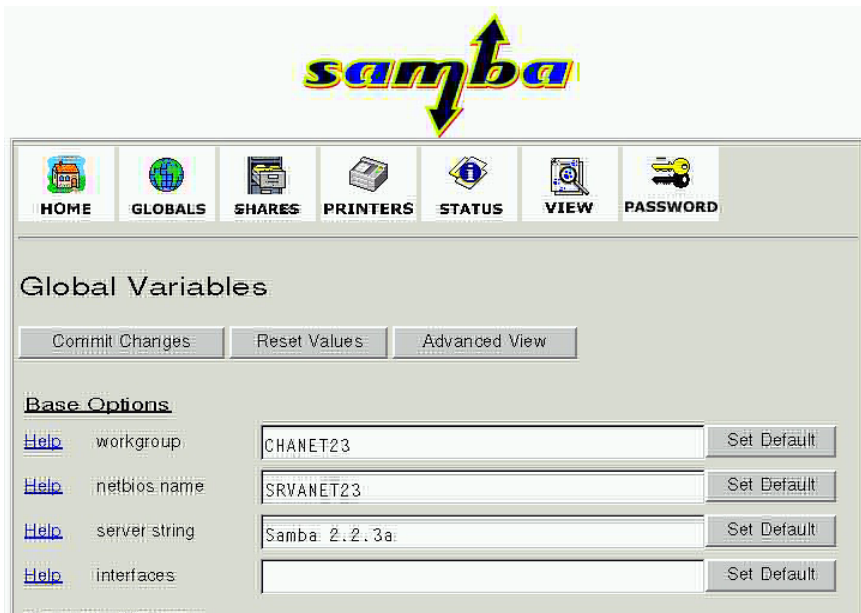 samba
HOME GLOBALS SHARES PRINTERS STATUS VIEW PASSWORD
Global Variables
Commit Changes Reset Values Advanced View
Base Options
Help workgroup CHANET23 Set Default
Help netbios name SRVANET23 Set Default
Help server string Samba 2.2.3a Set Default
Help interfaces Set Default